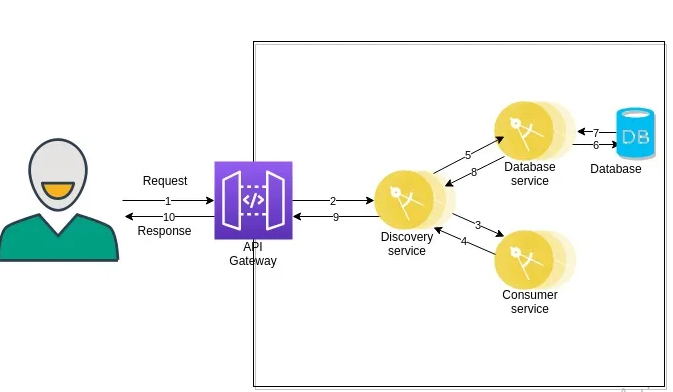 Request
1
10
Response
</>
API
Gateway
2
9
Discovery
service
5
8
3
4
Database
service
7
6
DB
Database
Consumer
service